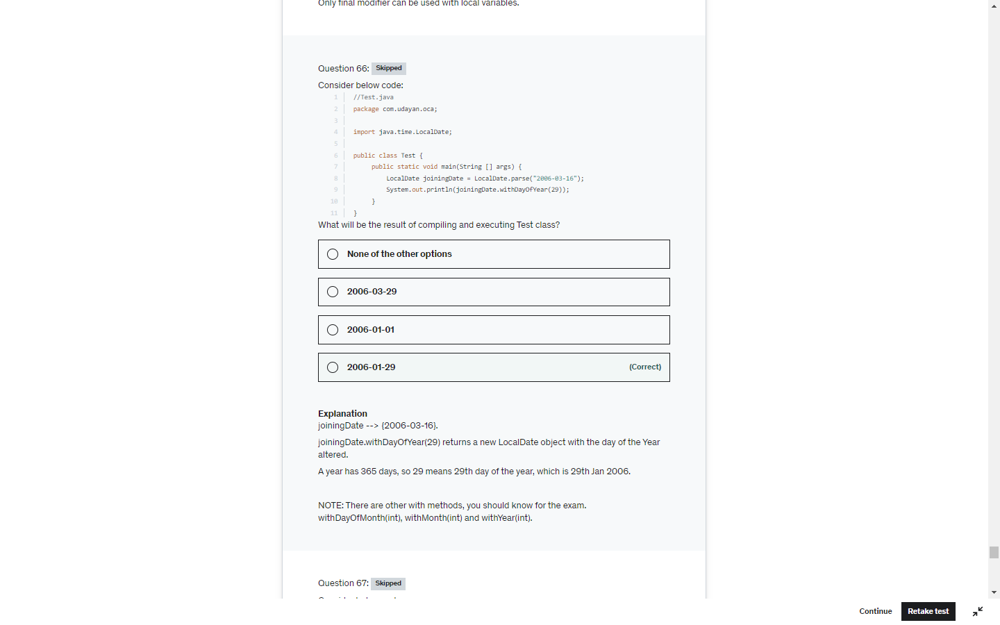 Only final modifier can be used with local variables.
Question 66: Skipped
Consider below code:
1 //Test.java
2 package com.udayan.oca;
3
4 import java.time.LocalDate;
5
6 public class Test {
7 public static void main(String [] args) {
8 LocalDate joiningDate = LocalDate.parse("2006-03-16");
9 System.out.println(joiningDate.withDayOfYear(29));
10 }
11 }
What will be the result of compiling and executing Test class?
None of the other options
2006-03-29
2006-01-01
2006-01-29 (Correct)
Explanation
joiningDate --> {2006-03-16}.
joiningDate.withDayOfYear(29) returns a new LocalDate object with the day of the Year
altered.
A year has 365 days, so 29 means 29th day of the year, which is 29th Jan 2006.
NOTE: There are other with methods, you should know for the exam.
withDayOfMonth(int), withMonth(int) and withYear(int).
Question 67: Skipped
Continue Retake test